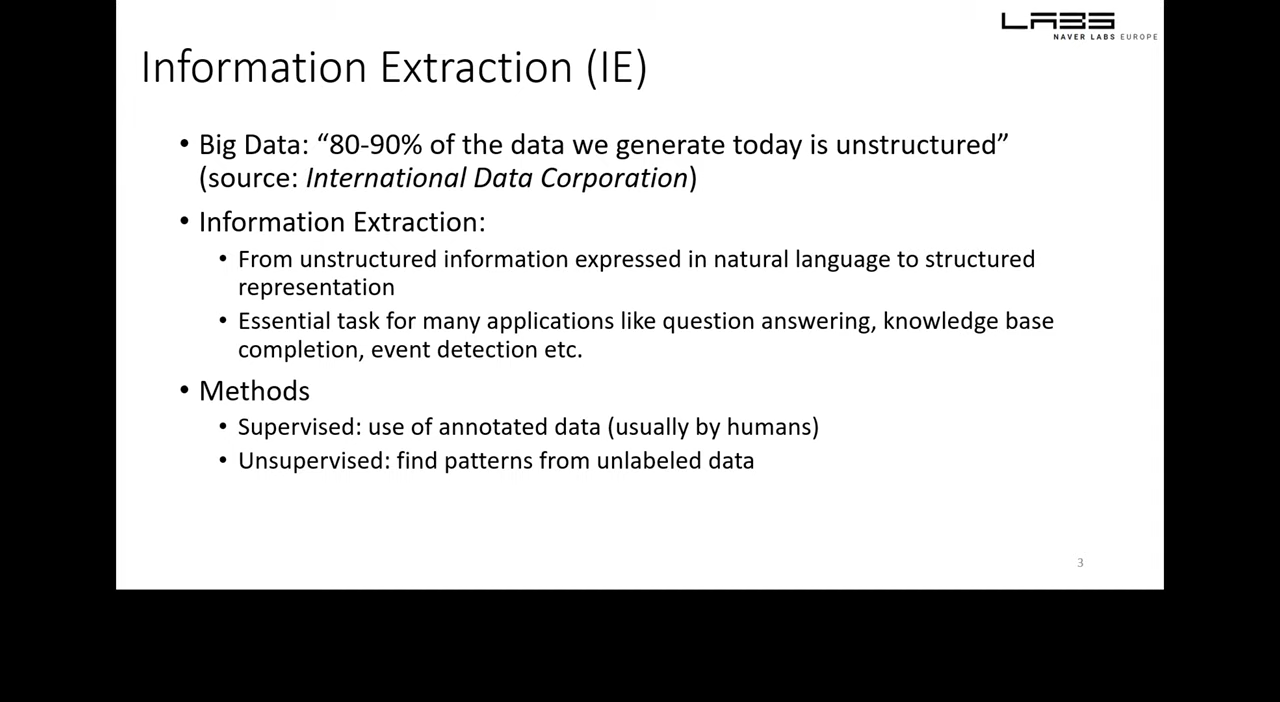 LABS
NAVER LABS EUROPE
Information Extraction (IE)
• Big Data: “80-90% of the data we generate today is unstructured”
(source: International Data Corporation)
• Information Extraction:
• From unstructured information expressed in natural language to structured
representation
• Essential task for many applications like question answering, knowledge base
completion, event detection etc.
• Methods
• Supervised: use of annotated data (usually by humans)
• Unsupervised: find patterns from unlabeled data
3